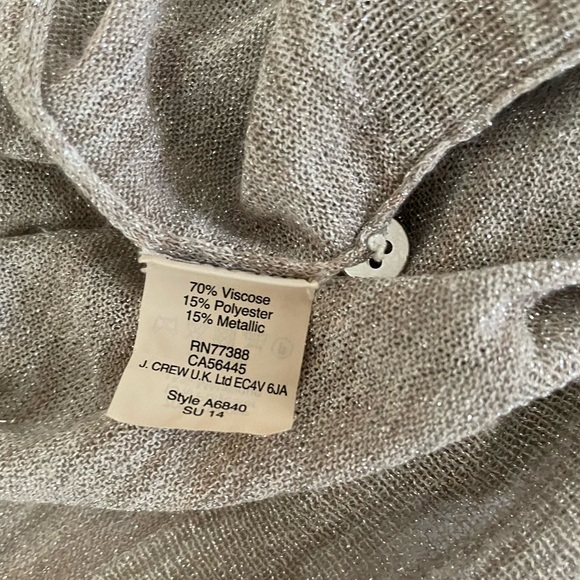 70% Viscose
15% Polyester
15% Metallic
RN77388
CA56445
J. CREW U.K. Ltd EC4V 6JA
Style A6840
SU 14